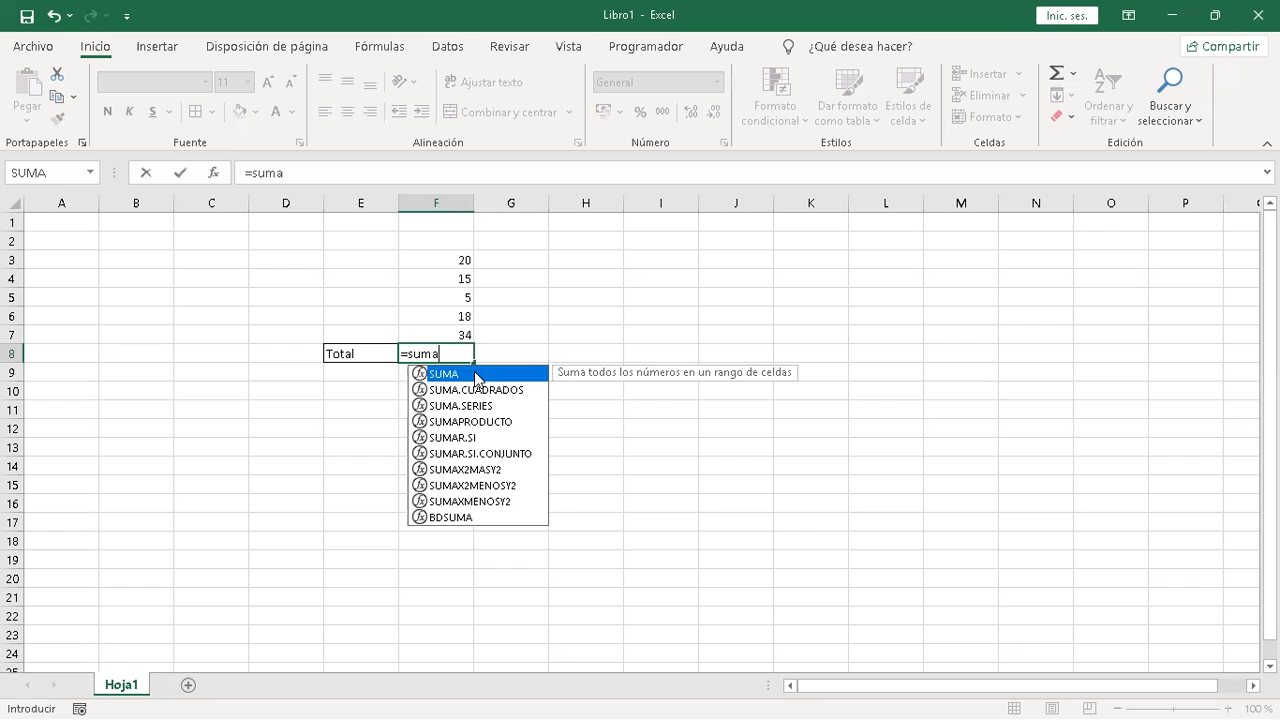 Libro1 - Excel
Inic. ses.
Archivo Inicio Insertar Disposición de página Fórmulas Datos Revisar Vista Programador Ayuda ¿Qué desea hacer? Compartir
Pegar
11
N K S
A
Ajustar texto
Combinar y centrar
General
% 000
Formato condicional
Dar formato como tabla
Estilos de celda
Insertar
Eliminar
Formato
Ordenar y filtrar
Buscar y seleccionar
Portapapeles Fuente Alineación Número Estilos Celdas Edición
SUMA fx =suma
A B C D E F G H I J K L M N O P
1
2
3 20
4 15
5 5
6 18
7 34
8 Total =suma
9 SUMA Suma todos los números en un rango de celdas
10 SUMA.CUADRADOS
11 SUMA.SERIES
12 SUMAPRODUCTO
13 SUMAR.SI
SUMAR.SI.CONJUNTO
14 SUMAX2MASY2
15 SUMAX2MENOSY2
16 SUMAXMENOSY2
17 BDSUMA
18
19
20
21
22
23
24
25
Hoja1
Introducir 100 %